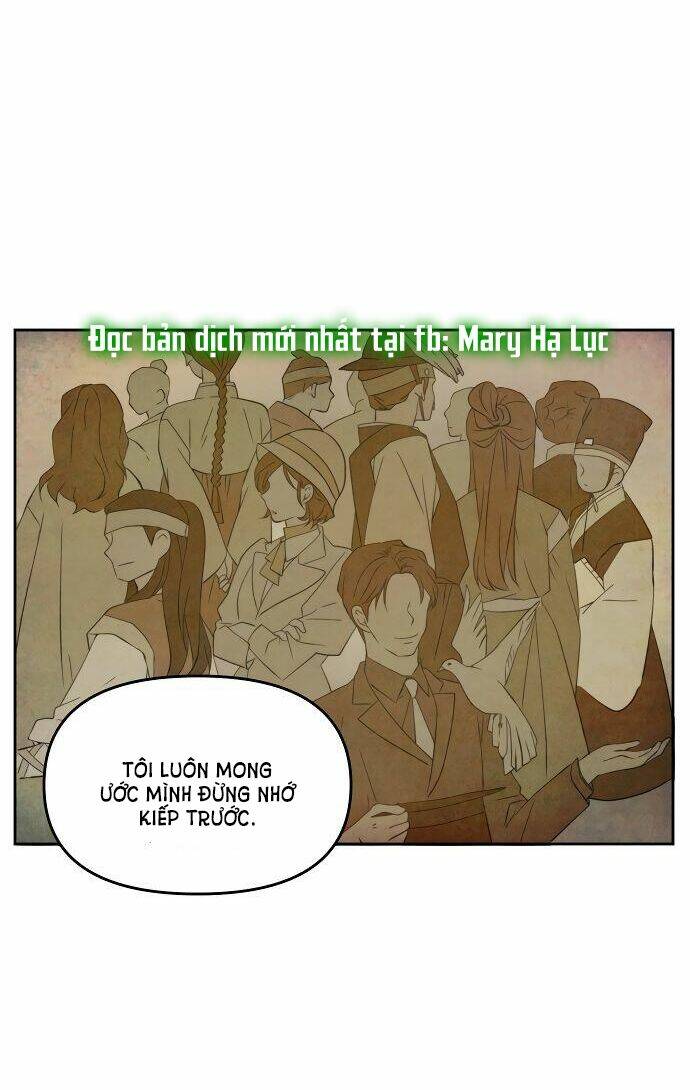 Đọc bản dịch mới nhất tại fb: Mary Hạ Lục
TÔI LUÔN MONG
ƯỚC MÌNH ĐỪNG NHỚ
KIẾP TRƯỚC.